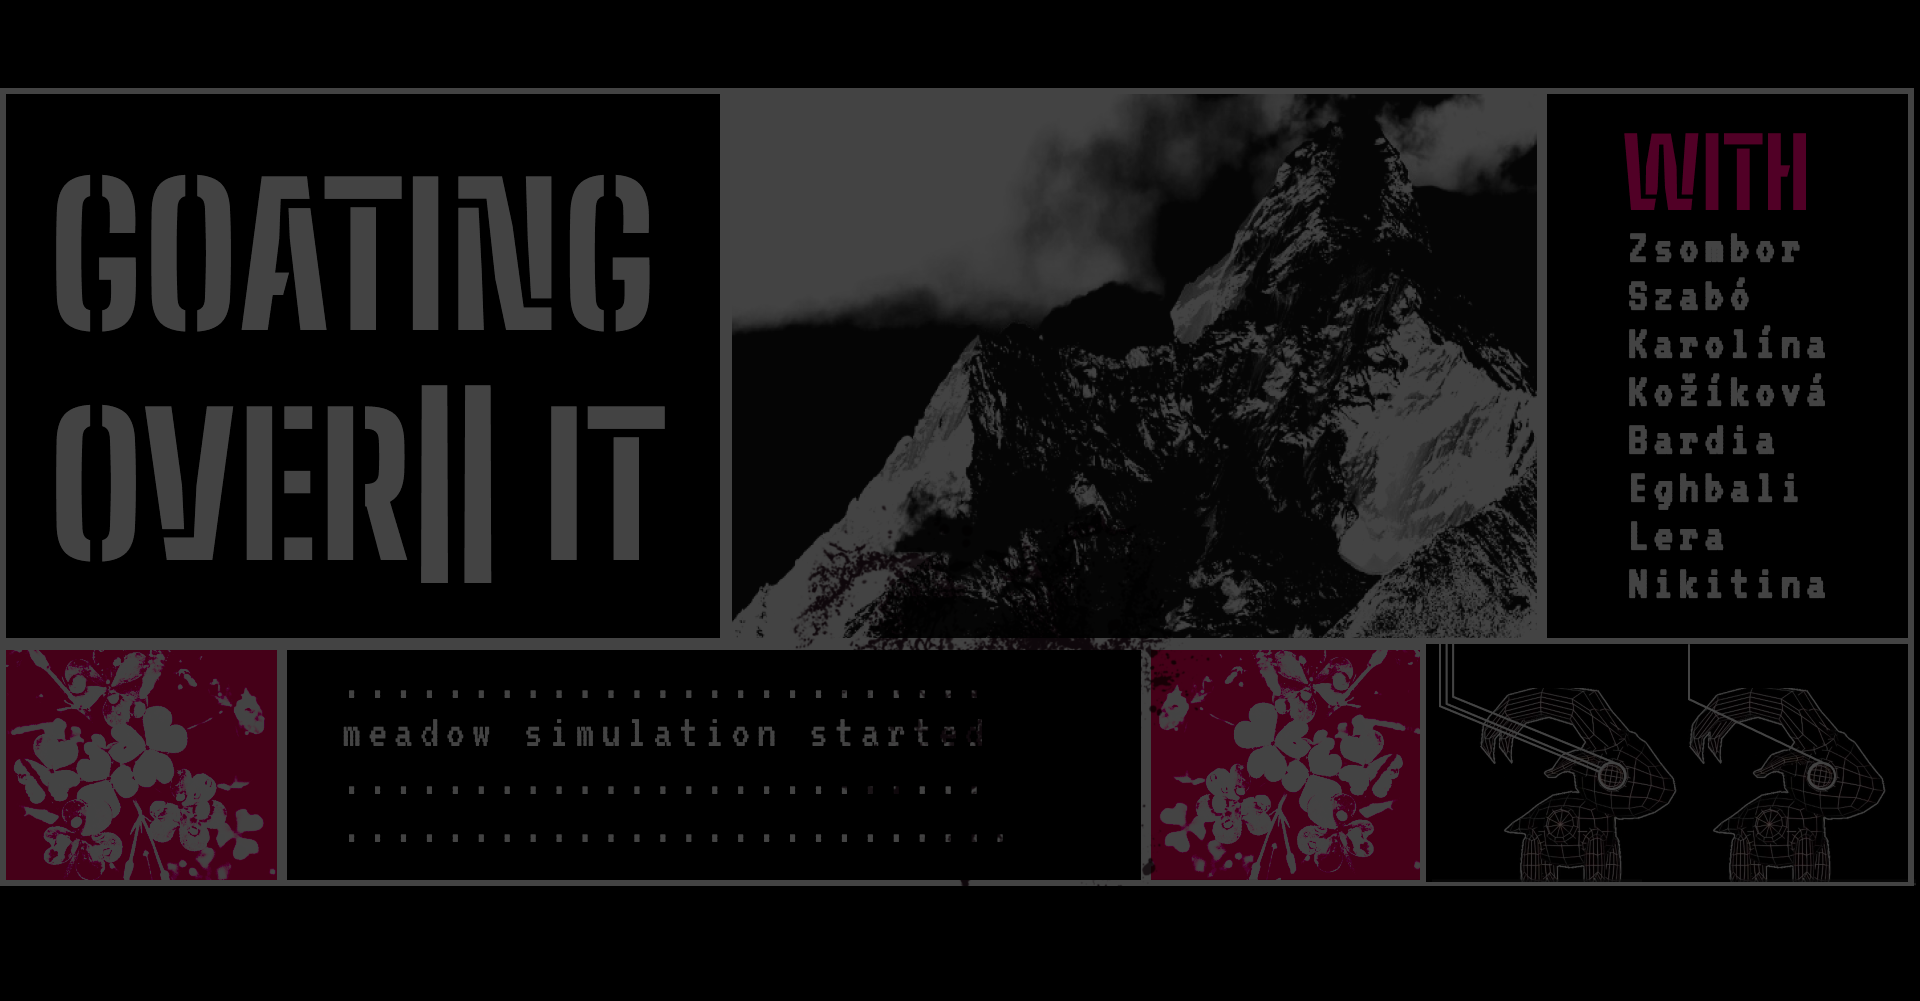 GOATING
OVER|| IT
WITH
Zsombor
Szabó
Karolína
Kožíková
Bardia
Eghbali
Lera
Nikitina
.........................
meadow simulation started
.........................
..........................